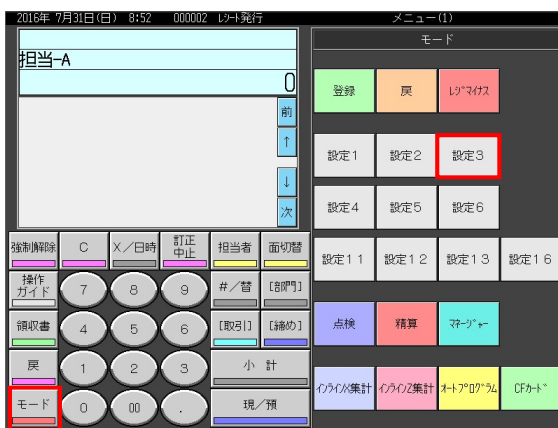 2016年 7月31日(日) 8:52 000002 レシート発行 メニュー(1)
モード
担当-A
0
前
↑
↓
次
登録 戻 レジマイナス
設定1 設定2 設定3
設定4 設定5 設定6
設定11 設定12 設定13 設定16
点検 精算 マネージャー
インラインX集計 インラインZ集計 オートプログラム CFカード
強制解除 C X/日時 訂正中止 担当者 面切替
操作ガイド 7 8 9 #/替 [部門]
領収書 4 5 6 [取引] [締め]
戻 1 2 3 小計
モード 0 00 . 現/預